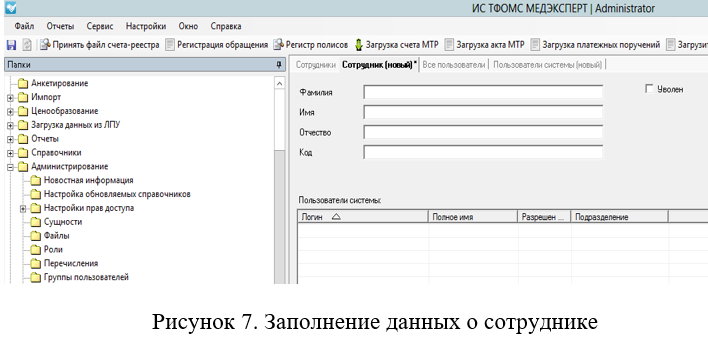 ИС ТФОМС МЕДЭКСПЕРТ | Administrator
Файл Отчеты Сервис Настройки Окно Справка
Принять файл счета-реестра Регистрация обращения Регистр полисов Загрузка счета МТР Загрузка акта МТР Загрузка платежных поручений Загрузит
Папки
Сотрудники Сотрудник (новый) * Все пользователи Пользователи системы (новый)
Анкетирование
Импорт
Ценообразование
Загрузка данных из ЛПУ
Отчеты
Справочники
Администрирование
Новостная информация
Настройка обновляемых справочников
Настройки прав доступа
Сущности
Файлы
Роли
Перечисления
Группы пользователей
Фамилия
Уволен
Имя
Отчество
Код
Пользователи системы:
Логин Полное имя Разрешен ... Подразделение
Рисунок 7. Заполнение данных о сотруднике